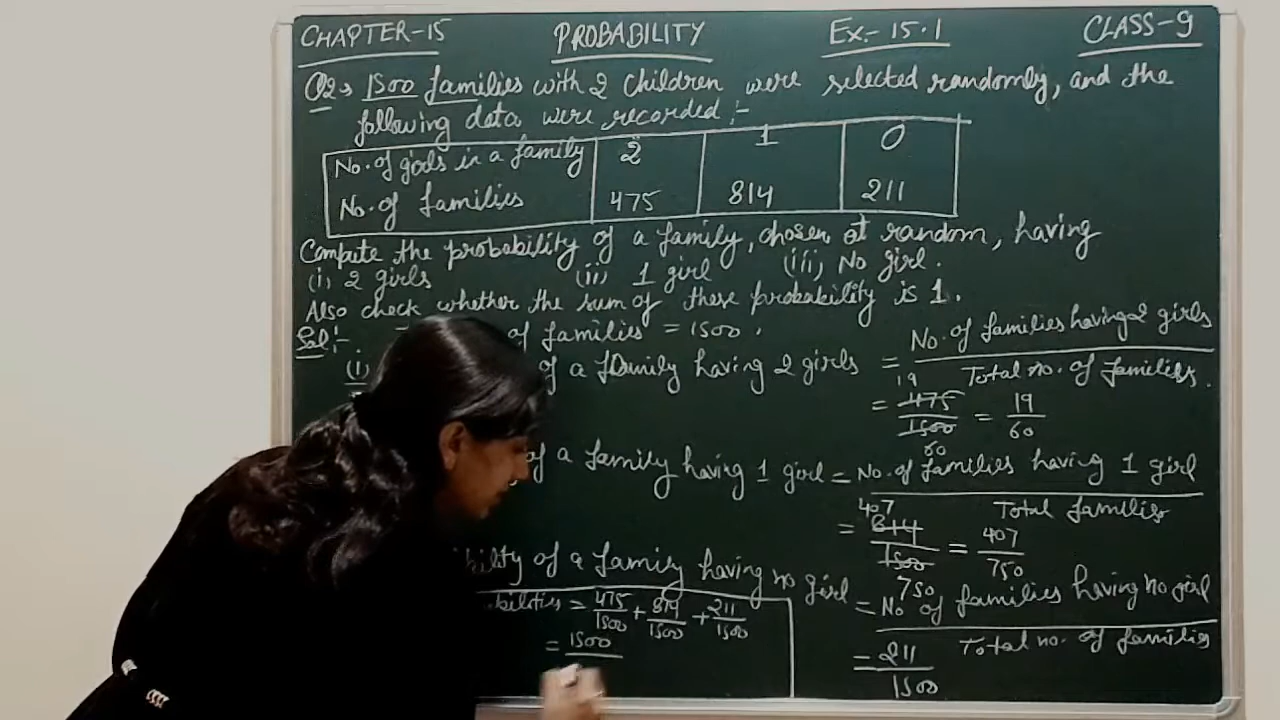 CHAPTER-15 PROBABILITY Ex:- 15.1 CLASS-9
Q2→ 1500 families with 2 Children were selected randomly, and the
following data were recorded :-
No. of girls in a family 2 1 0
No. of families 475 814 211
Compute the probability of a family, chosen at random, having
(i) 2 girls (ii) 1 girl (iii) No girl.
Also check whether the sum of these probability is 1.
Sol:- of families = 1500.
(i) of a family having 2 girls = No. of families having 2 girls / Total no. of families.
= 475/1500 = 19/60
19
60
of a family having 1 girl = No. of families having 1 girl / Total families
= 814/1500 = 407/750
407
750
bility of a family having no girl = No of families having no girl / Total no. of families
= 211/1500
abilities = 475/1500 + 814/1500 + 211/1500
= 1500